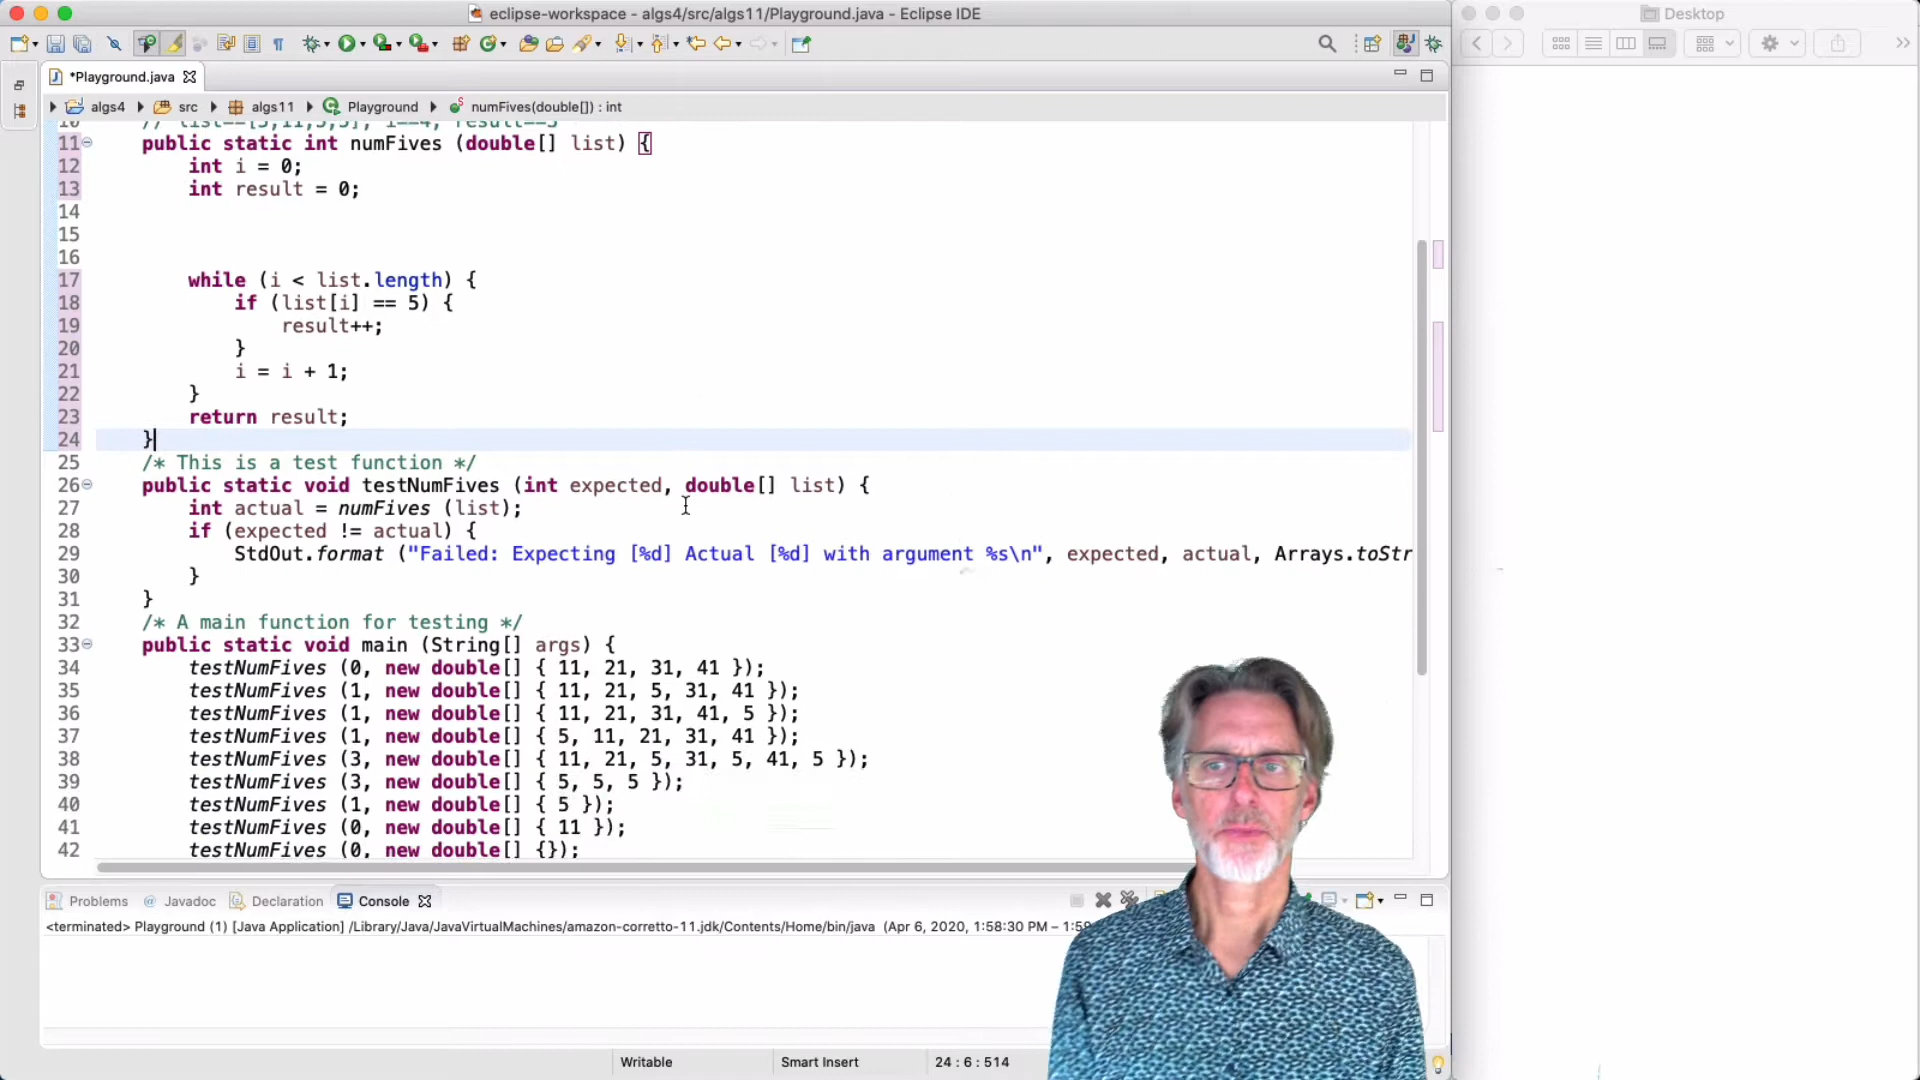 eclipse-workspace - algs4/src/algs11/Playground.java - Eclipse IDE
Desktop
*Playground.java
algs4 src algs11 Playground numFives(double[]) : int
11 public static int numFives (double[] list) {
12 int i = 0;
13 int result = 0;
14
15
16
17 while (i < list.length) {
18 if (list[i] == 5) {
19 result++;
20 }
21 i = i + 1;
22 }
23 return result;
24 }
25 /* This is a test function */
26 public static void testNumFives (int expected, double[] list) {
27 int actual = numFives (list);
28 if (expected != actual) {
29 StdOut.format ("Failed: Expecting [%d] Actual [%d] with argument %s\n", expected, actual, Arrays.toStr
30 }
31 }
32 /* A main function for testing */
33 public static void main (String[] args) {
34 testNumFives (0, new double[] { 11, 21, 31, 41 });
35 testNumFives (1, new double[] { 11, 21, 5, 31, 41 });
36 testNumFives (1, new double[] { 11, 21, 31, 41, 5 });
37 testNumFives (1, new double[] { 5, 11, 21, 31, 41 });
38 testNumFives (3, new double[] { 11, 21, 5, 31, 5, 41, 5 });
39 testNumFives (3, new double[] { 5, 5, 5 });
40 testNumFives (1, new double[] { 5 });
41 testNumFives (0, new double[] { 11 });
42 testNumFives (0, new double[] {});
Problems @ Javadoc Declaration Console
<terminated> Playground (1) [Java Application] /Library/Java/JavaVirtualMachines/amazon-corretto-11.jdk/Contents/Home/bin/java (Apr 6, 2020, 1:58:30 PM – 1:5
Writable Smart Insert 24 : 6 : 514